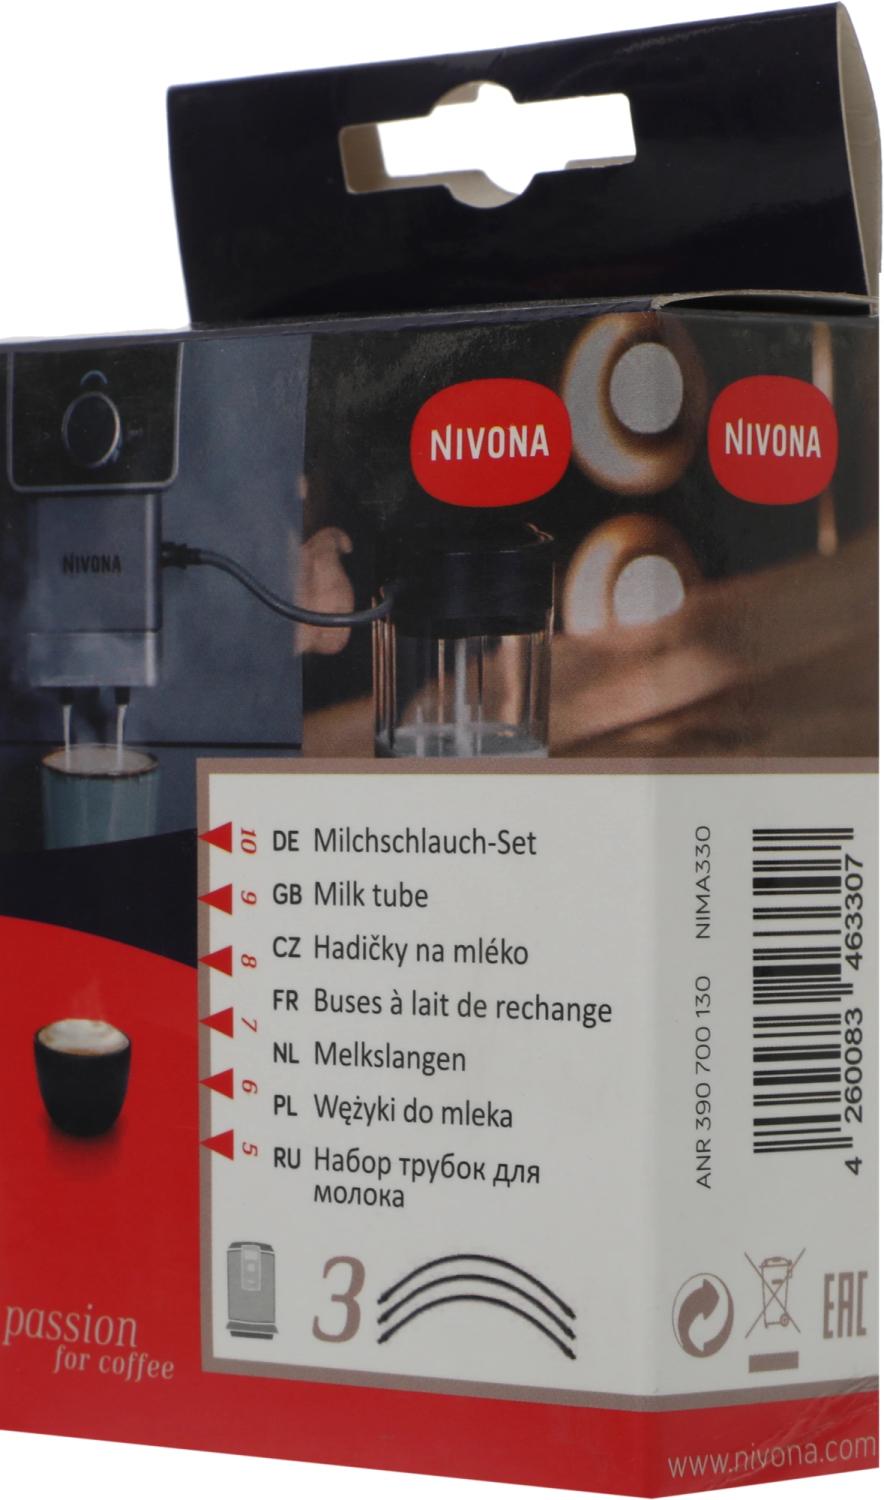 NIVONA
NIVONA
NIVONA
10
9
8
7
6
5
DE Milchschlauch-Set
GB Milk tube
CZ Hadičky na mléko
FR Buses à lait de rechange
NL Melkslangen
PL Wężyki do mleka
RU Набор трубок для
молока
3
passion
for coffee
ANR 390 700 130 NIMA330
4 260083 463307
EAC
www.nivona.com